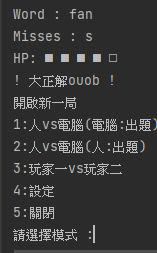 Word : fan
Misses : s
HP: ■ ■ ■ ■ □
! 大正解ouob !
開啟新一局
1:人vs電腦(電腦:出題)
2:人vs電腦(人:出題)
3:玩家一vs玩家二
4:設定
5:關閉
請選擇模式 :